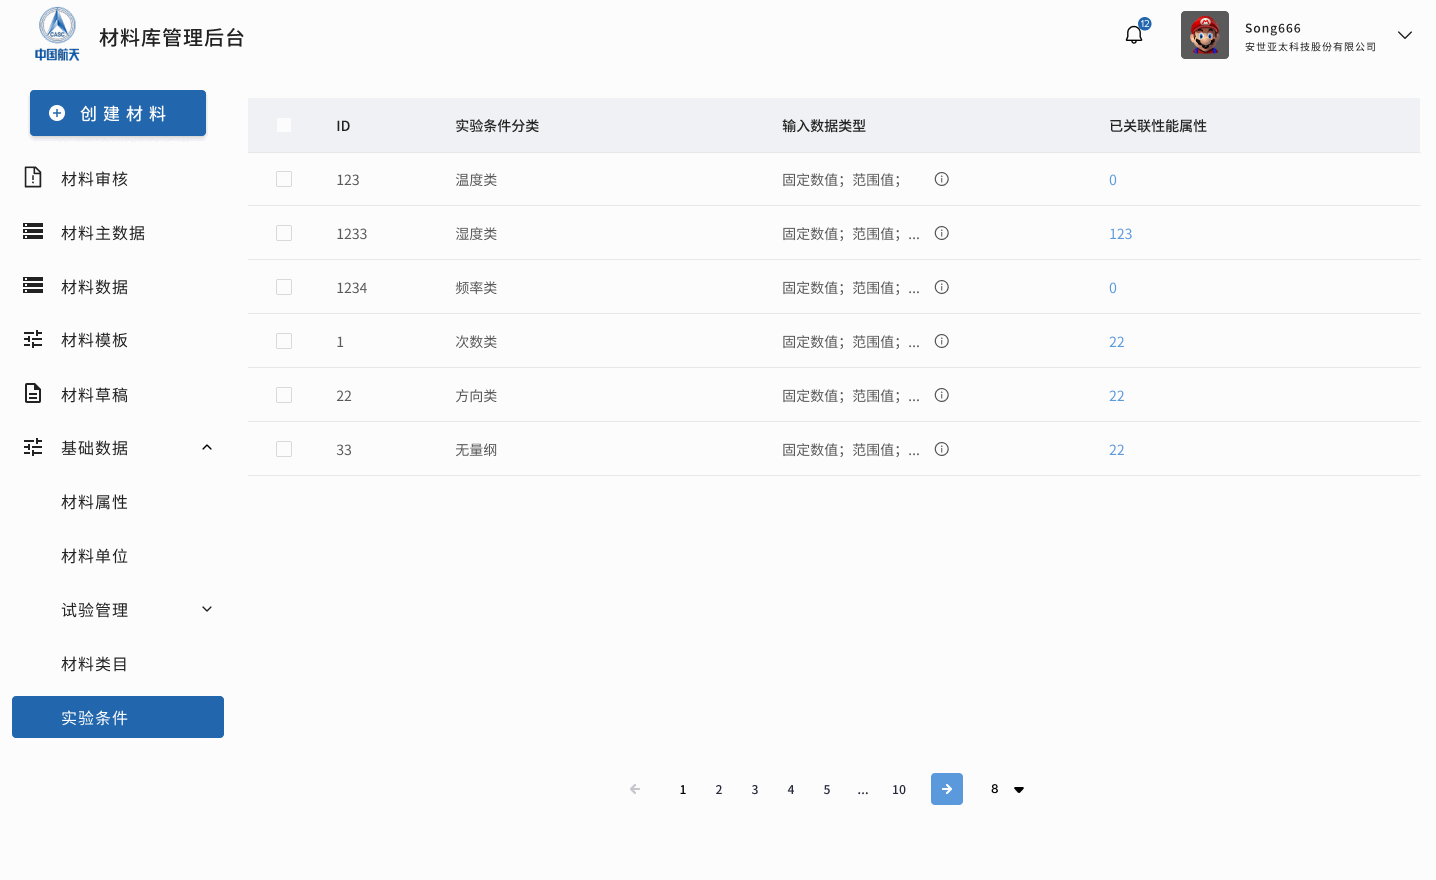 CASC
中国航天
材料库管理后台
12
Song666
安世亚太科技股份有限公司
创建材料
材料审核
材料主数据
材料数据
材料模板
材料草稿
基础数据
材料属性
材料单位
试验管理
材料类目
实验条件
ID 实验条件分类 输入数据类型 已关联性能属性
123 温度类 固定数值；范围值； 0
1233 湿度类 固定数值；范围值；... 123
1234 频率类 固定数值；范围值；... 0
1 次数类 固定数值；范围值；... 22
22 方向类 固定数值；范围值；... 22
33 无量纲 固定数值；范围值；... 22
1 2 3 4 5 ... 10 8